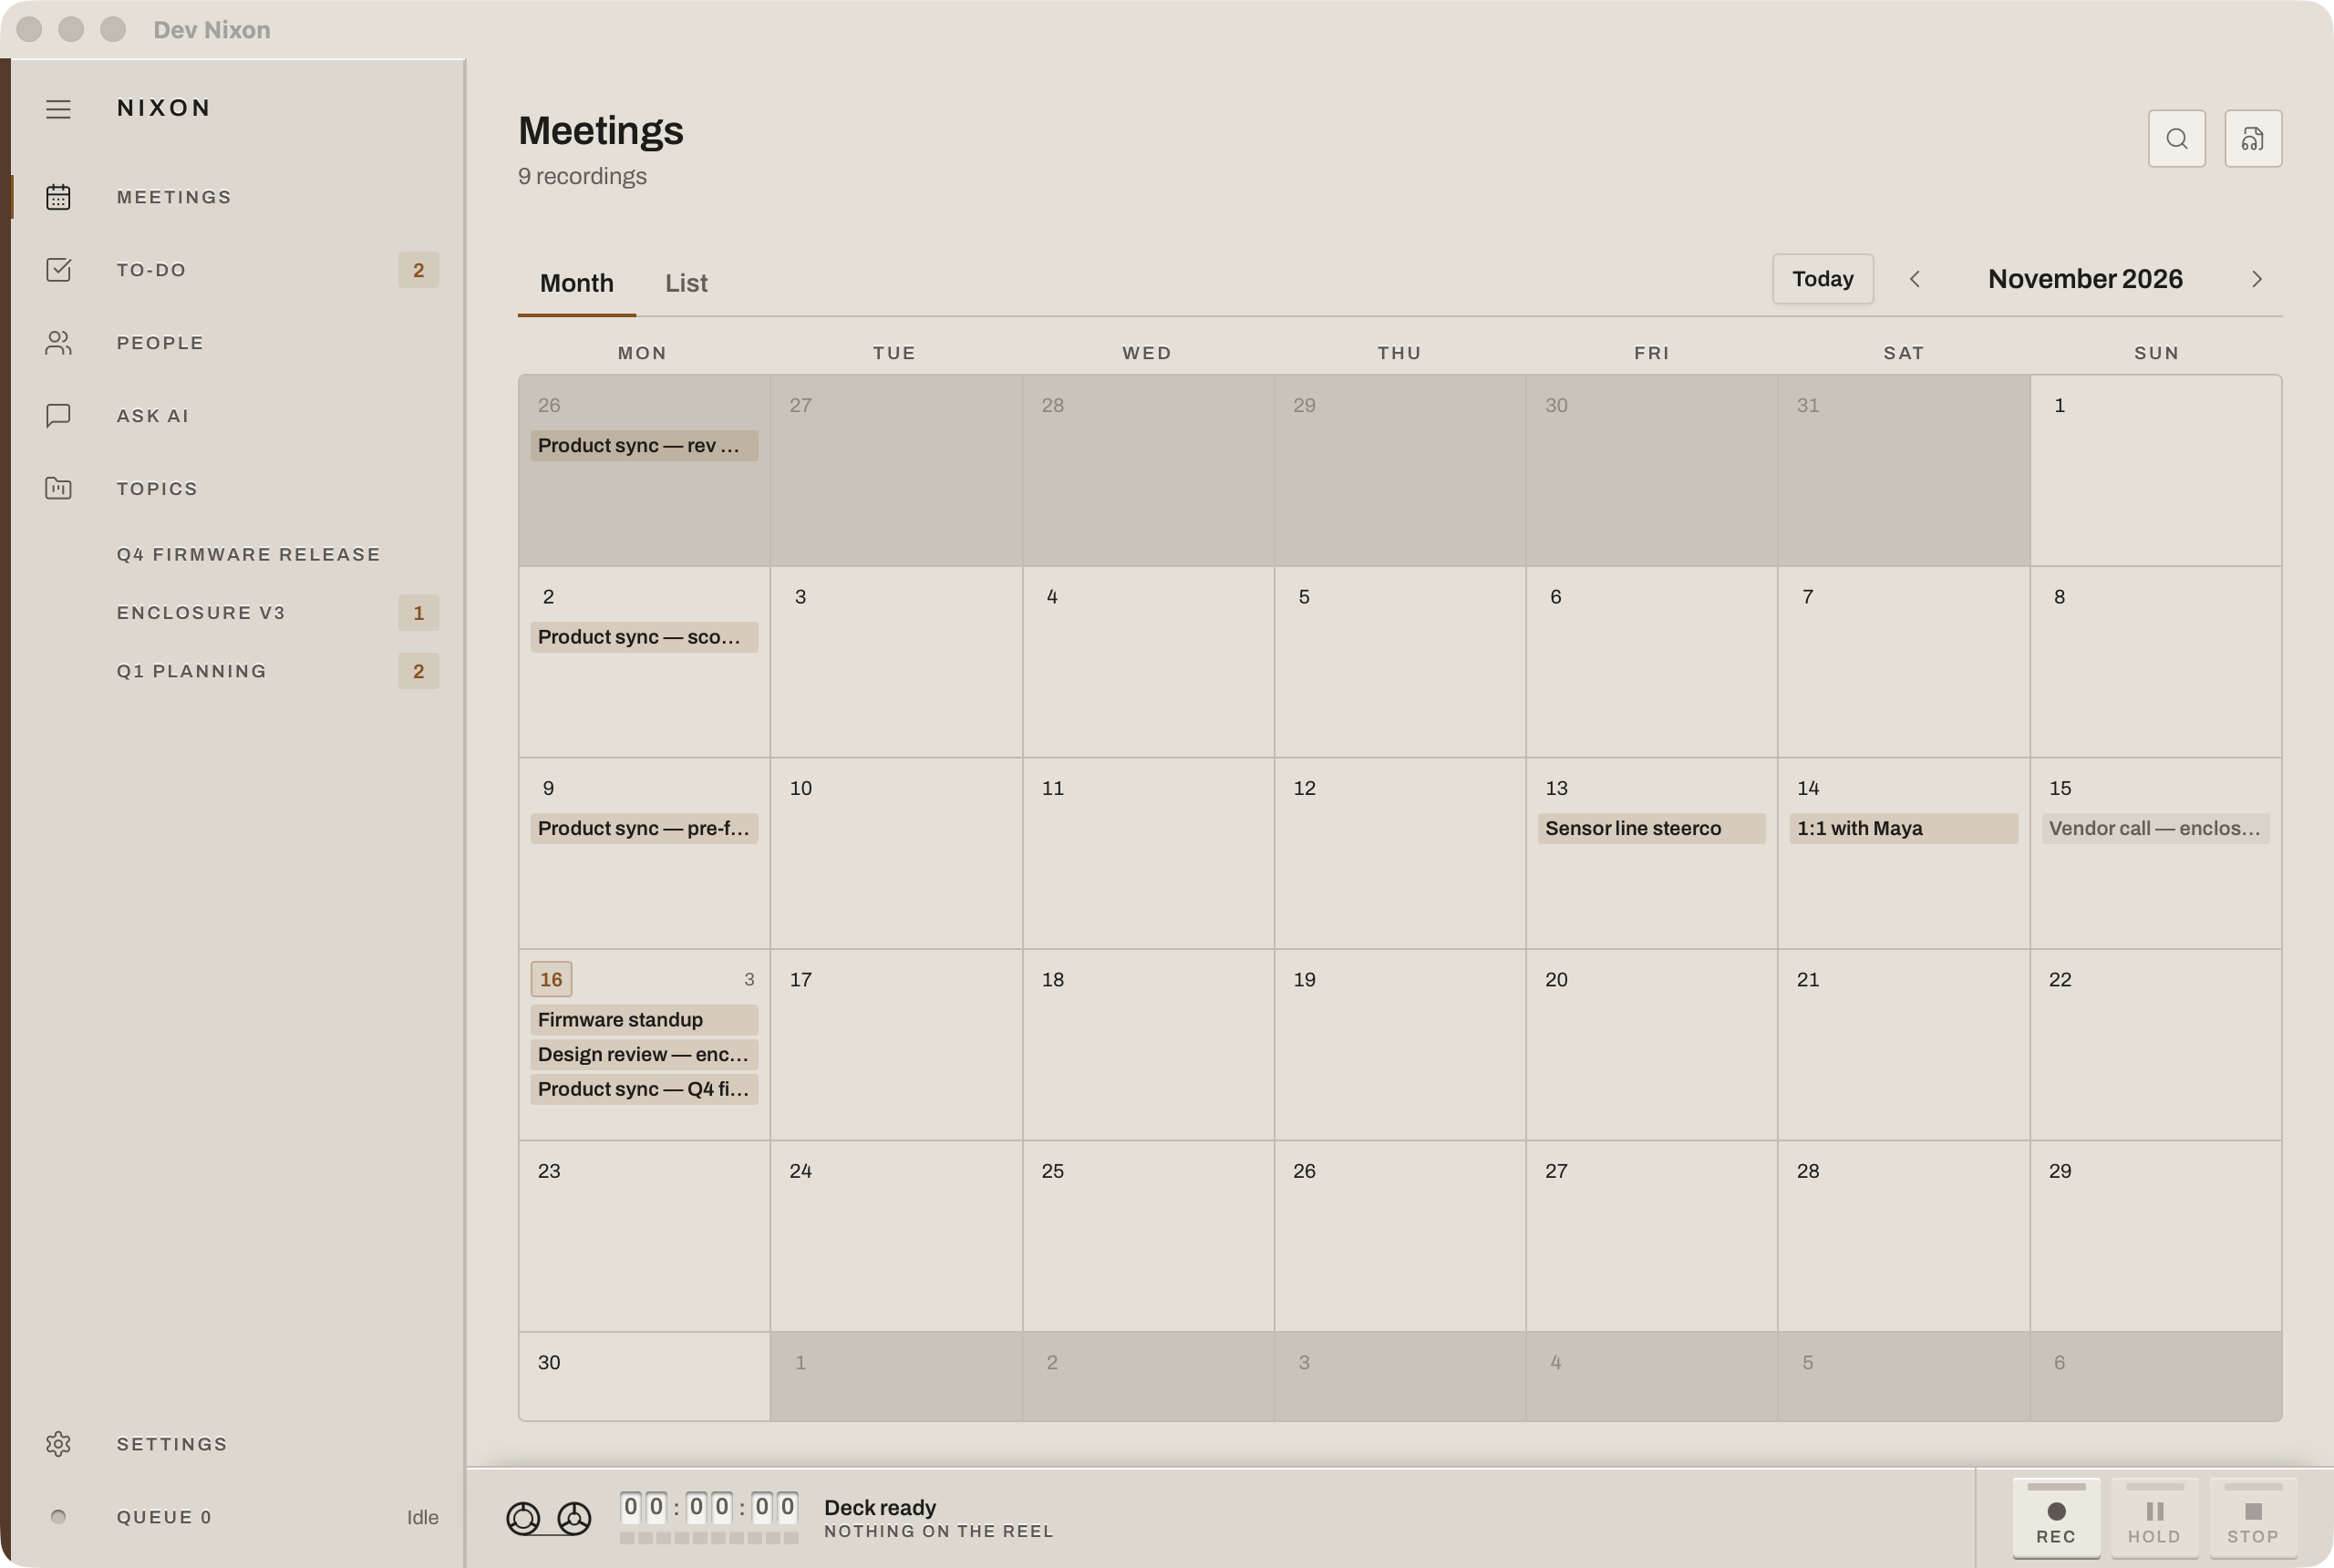 Dev Nixon
NIXON
MEETINGS
TO-DO 2
PEOPLE
ASK AI
TOPICS
Q4 FIRMWARE RELEASE
ENCLOSURE V3 1
Q1 PLANNING 2
SETTINGS
QUEUE 0 Idle
Meetings
9 recordings
Month List Today November 2026
MON TUE WED THU FRI SAT SUN
26 27 28 29 30 31 1
Product sync — rev ...
2 3 4 5 6 7 8
Product sync — sco...
9 10 11 12 13 14 15
Product sync — pre-f... Sensor line steerco 1:1 with Maya Vendor call — enclos...
16 3 17 18 19 20 21 22
Firmware standup
Design review — enc...
Product sync — Q4 fi...
23 24 25 26 27 28 29
30 1 2 3 4 5 6
00:00:00 Deck ready
NOTHING ON THE REEL
REC HOLD STOP